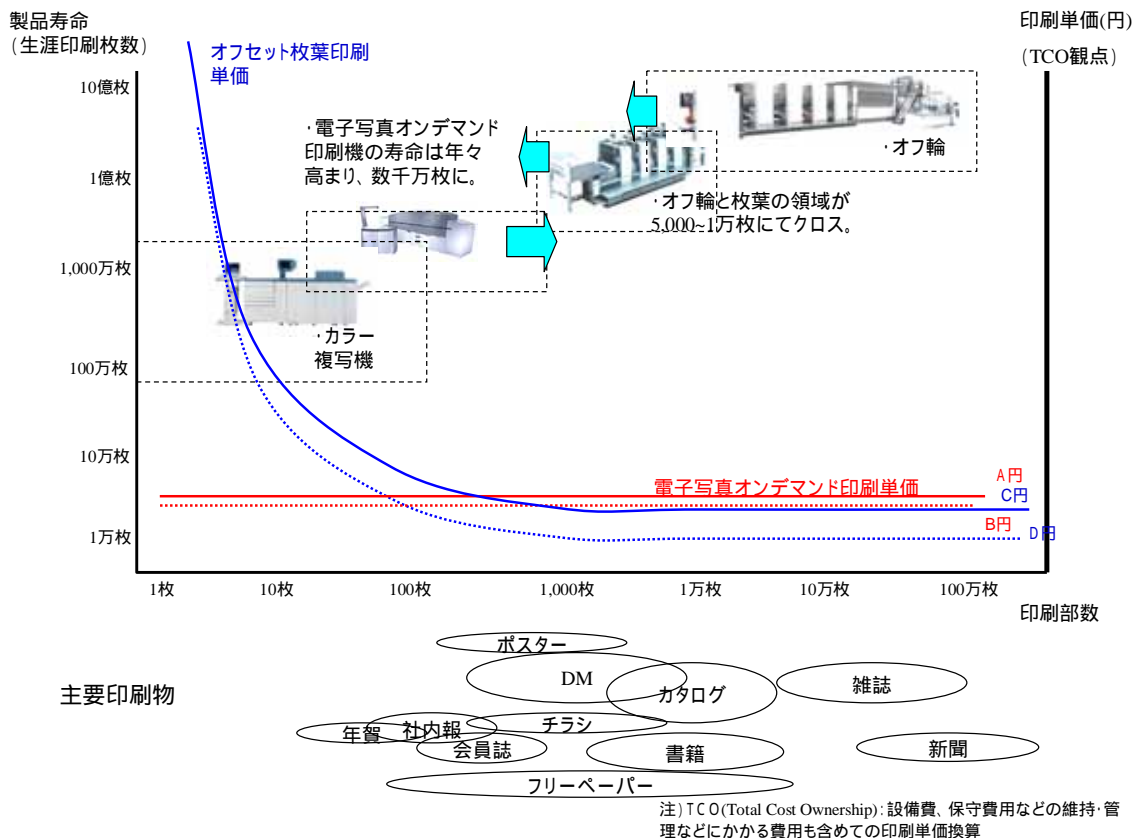 製品寿命
(生涯印刷枚数)
印刷単価(円)
(TCO観点)
オフセット枚葉印刷
単価
10億枚
1億枚
1,000万枚
100万枚
10万枚
1万枚
・電子写真オンデマンド
印刷機の寿命は年々
高まり、数千万枚に。
・オフ輪
・オフ輪と枚葉の領域が
5,000~1万枚にてクロス。
・カラー
複写機
電子写真オンデマンド印刷単価
A円
C円
B円
D円
1枚
10枚
100枚
1,000枚
1万枚
10万枚
100万枚
印刷部数
主要印刷物
ポスター
DM
カタログ
雑誌
年賀
社内報
チラシ
会員誌
書籍
新聞
フリーペーパー
注)TCO(Total Cost Ownership):設備費、保守費用などの維持・管
理などにかかる費用も含めての印刷単価換算